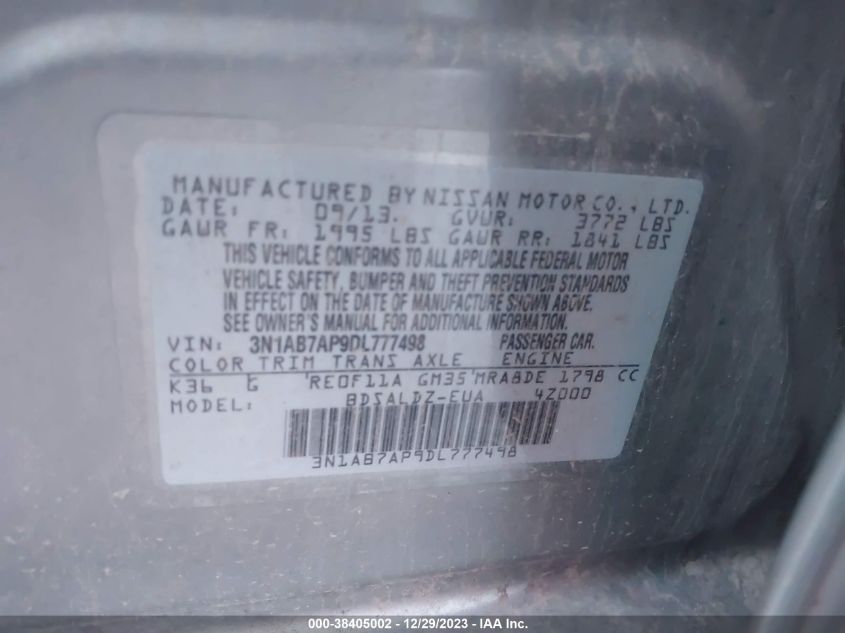 MANUFACTURED BY NISSAN MOTOR CO., LTD.
DATE: 09/13. GVWR: 3772 LBS
GAWR FR: 1995 LBS GAWR RR: 1841 LBS
THIS VEHICLE CONFORMS TO ALL APPLICABLE FEDERAL MOTOR
VEHICLE SAFETY, BUMPER AND THEFT PREVENTION STANDARDS
IN EFFECT ON THE DATE OF MANUFACTURE SHOWN ABOVE.
SEE OWNER'S MANUAL FOR ADDITIONAL INFORMATION.
VIN: 3N1AB7AP9DL777498 PASSENGER CAR.
COLOR TRIM TRANS AXLE ENGINE
K36 G RE0F11A GM35 MRA8DE 1798 CC
MODEL: BDSALDZ-EUA 4Z000
3N1AB7AP9DL777498
000-38405002 - 12/29/2023 - IAA Inc.